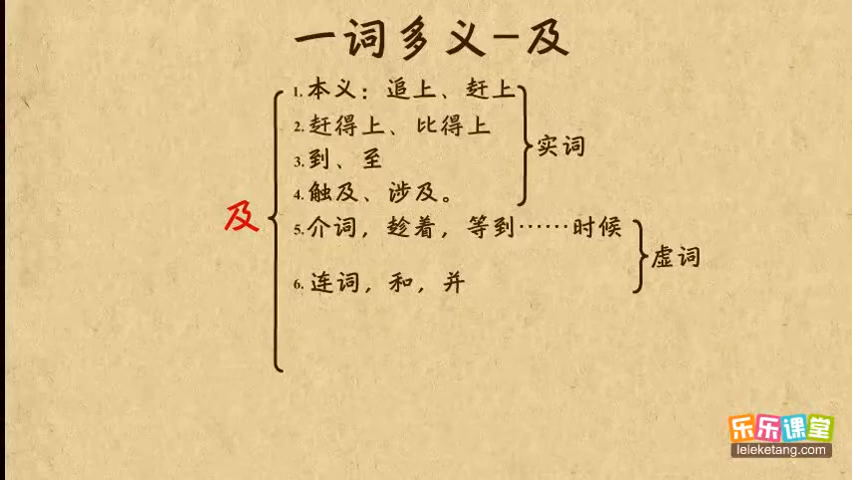 一词多义-及
1.本义：追上、赶上
2.赶得上、比得上
3.到、至
4.触及、涉及。
实词
及
5.介词，趁着，等到……时候
6.连词，和，并
虚词
乐乐课堂
leleketang.com